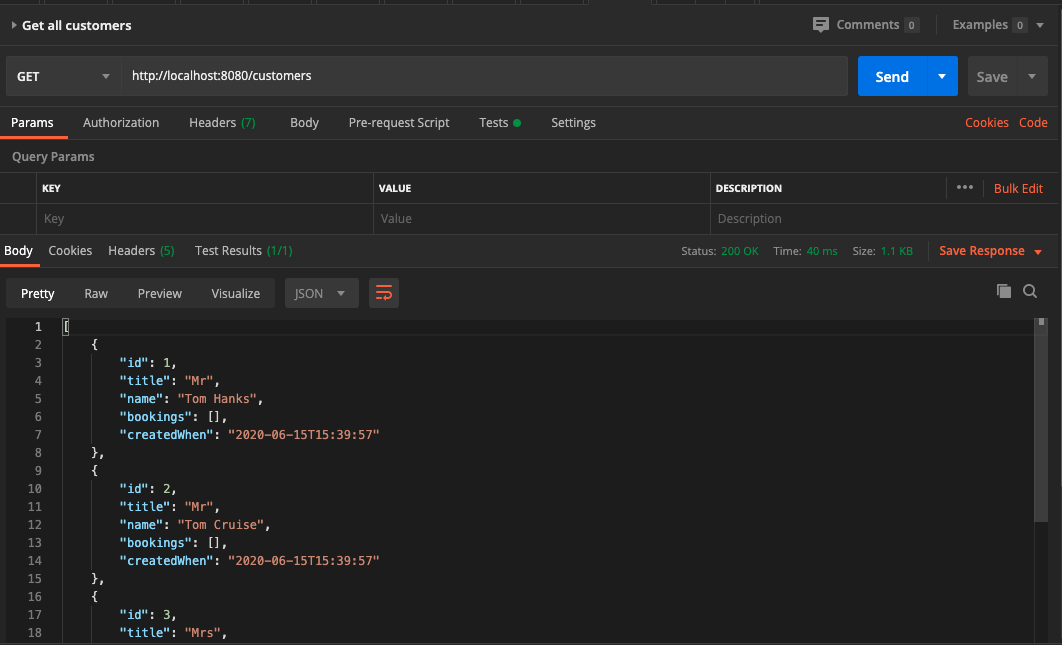 Get all customers Comments 0 Examples 0
GET http://localhost:8080/customers Send Save
Params Authorization Headers (7) Body Pre-request Script Tests Settings Cookies Code
Query Params
KEY VALUE DESCRIPTION ••• Bulk Edit
Key Value Description
Body Cookies Headers (5) Test Results (1/1) Status: 200 OK Time: 40 ms Size: 1.1 KB Save Response
Pretty Raw Preview Visualize JSON
1 [
2 {
3 "id": 1,
4 "title": "Mr",
5 "name": "Tom Hanks",
6 "bookings": [],
7 "createdWhen": "2020-06-15T15:39:57"
8 },
9 {
10 "id": 2,
11 "title": "Mr",
12 "name": "Tom Cruise",
13 "bookings": [],
14 "createdWhen": "2020-06-15T15:39:57"
15 },
16 {
17 "id": 3,
18 "title": "Mrs",